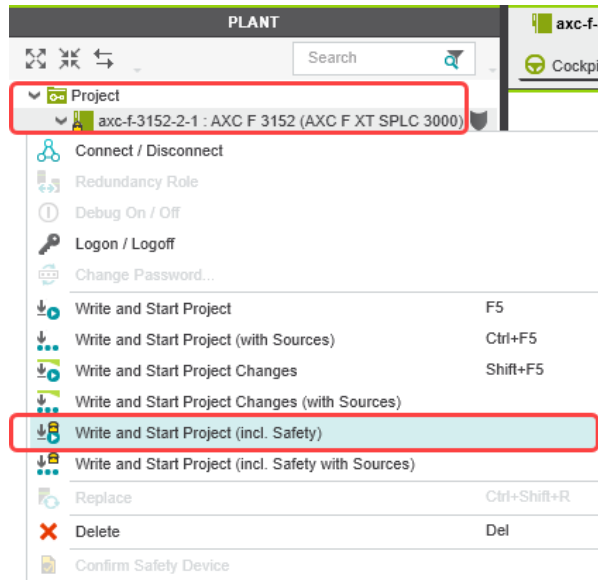 PLANT
axc-f-
Search
Cockpi
Project
axc-f-3152-2-1 : AXC F 3152 (AXC F XT SPLC 3000)
Connect / Disconnect
Redundancy Role
Debug On / Off
Logon / Logoff
Change Password...
Write and Start Project F5
Write and Start Project (with Sources) Ctrl+F5
Write and Start Project Changes Shift+F5
Write and Start Project Changes (with Sources)
Write and Start Project (incl. Safety)
Write and Start Project (incl. Safety with Sources)
Replace Ctrl+Shift+R
Delete Del
Confirm Safety Device